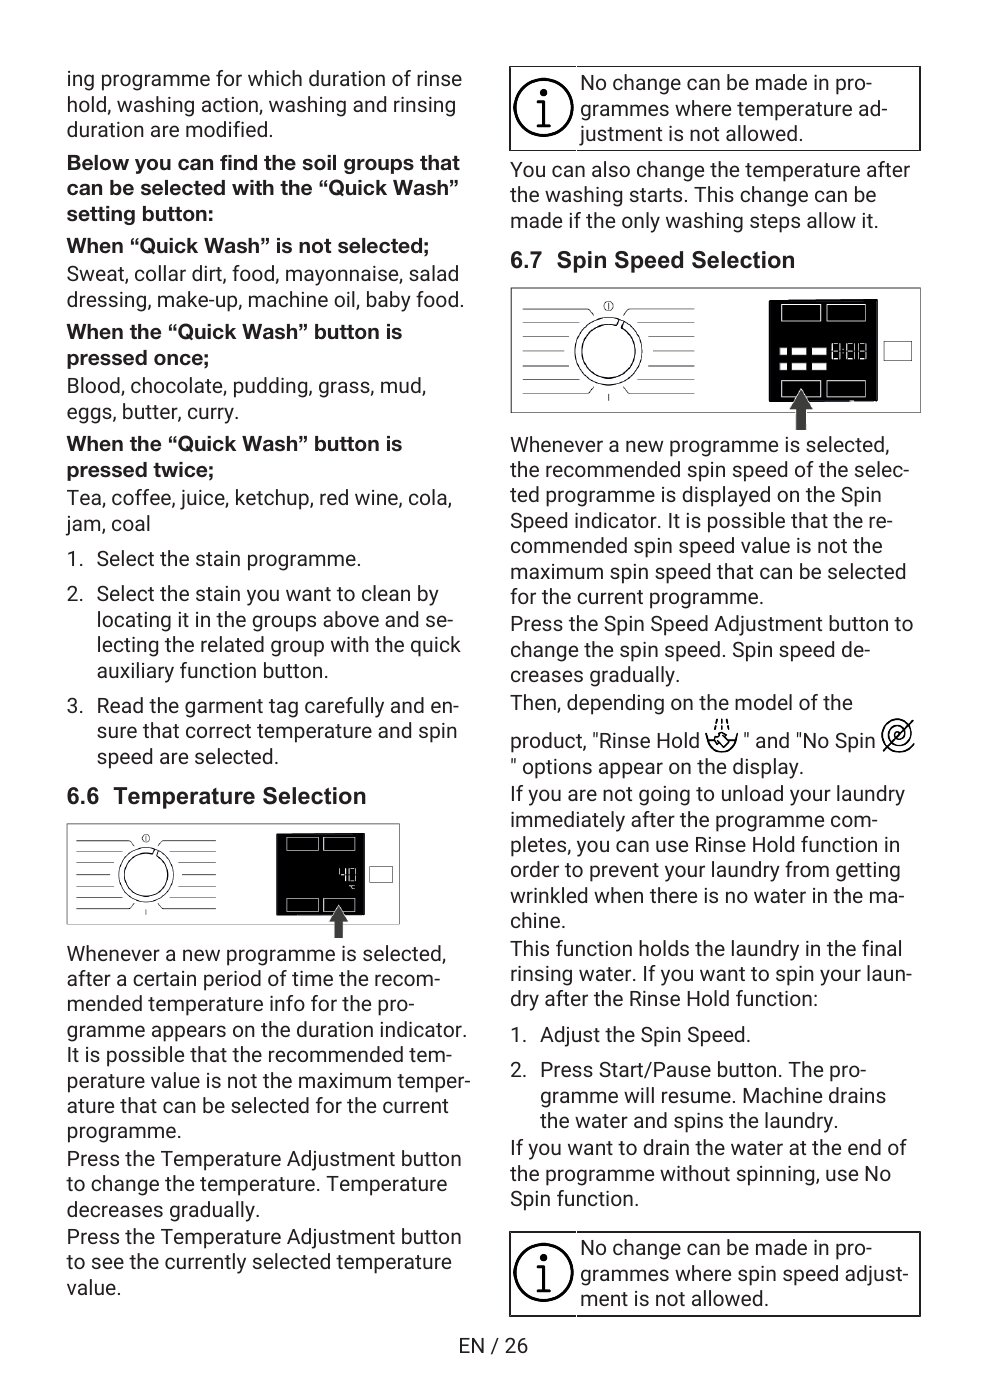 ing programme for which duration of rinse
hold, washing action, washing and rinsing
duration are modified.
Below you can find the soil groups that
can be selected with the “Quick Wash”
setting button:
When “Quick Wash” is not selected;
Sweat, collar dirt, food, mayonnaise, salad
dressing, make-up, machine oil, baby food.
When the “Quick Wash” button is
pressed once;
Blood, chocolate, pudding, grass, mud,
eggs, butter, curry.
When the “Quick Wash” button is
pressed twice;
Tea, coffee, juice, ketchup, red wine, cola,
jam, coal
1. Select the stain programme.
2. Select the stain you want to clean by
locating it in the groups above and se-
lecting the related group with the quick
auxiliary function button.
3. Read the garment tag carefully and en-
sure that correct temperature and spin
speed are selected.
6.6 Temperature Selection
40
°C
Whenever a new programme is selected,
after a certain period of time the recom-
mended temperature info for the pro-
gramme appears on the duration indicator.
It is possible that the recommended tem-
perature value is not the maximum temper-
ature that can be selected for the current
programme.
Press the Temperature Adjustment button
to change the temperature. Temperature
decreases gradually.
Press the Temperature Adjustment button
to see the currently selected temperature
value.
No change can be made in pro-
grammes where temperature ad-
justment is not allowed.
You can also change the temperature after
the washing starts. This change can be
made if the only washing steps allow it.
6.7 Spin Speed Selection
Whenever a new programme is selected,
the recommended spin speed of the selec-
ted programme is displayed on the Spin
Speed indicator. It is possible that the re-
commended spin speed value is not the
maximum spin speed that can be selected
for the current programme.
Press the Spin Speed Adjustment button to
change the spin speed. Spin speed de-
creases gradually.
Then, depending on the model of the
product, "Rinse Hold " and "No Spin
" options appear on the display.
If you are not going to unload your laundry
immediately after the programme com-
pletes, you can use Rinse Hold function in
order to prevent your laundry from getting
wrinkled when there is no water in the ma-
chine.
This function holds the laundry in the final
rinsing water. If you want to spin your laun-
dry after the Rinse Hold function:
1. Adjust the Spin Speed.
2. Press Start/Pause button. The pro-
gramme will resume. Machine drains
the water and spins the laundry.
If you want to drain the water at the end of
the programme without spinning, use No
Spin function.
No change can be made in pro-
grammes where spin speed adjust-
ment is not allowed.
EN / 26